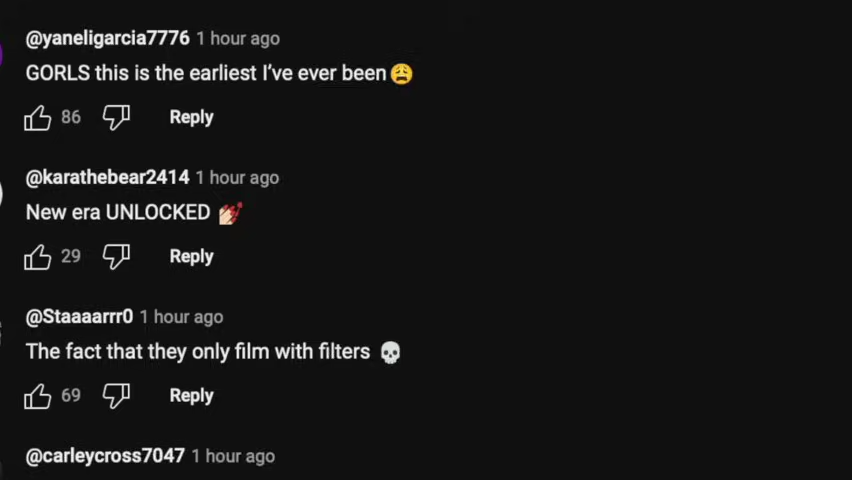 @yaneligarcia7776 1 hour ago
GORLS this is the earliest I've ever been😩
86 Reply
@karathebear2414 1 hour ago
New era UNLOCKED 💅🏻
29 Reply
@Staaaarrr0 1 hour ago
The fact that they only film with filters 💀
69 Reply
@carleycross7047 1 hour ago